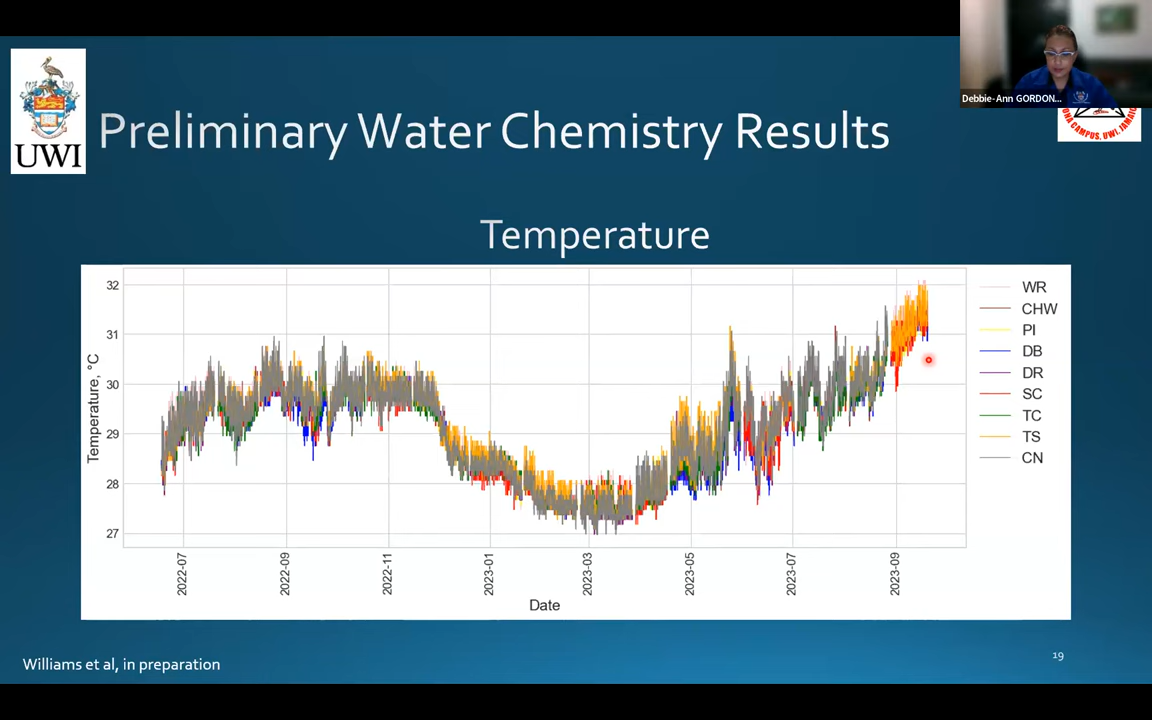 Debbie-Ann GORDON...
UWI
Preliminary Water Chemistry Results
CAMPUS, UWI,
Temperature
32
31
30
29
28
27
Temperature, °C
2022-07
2022-09
2022-11
2023-01
2023-03
2023-05
2023-07
2023-09
Date
WR
CHW
PI
DB
DR
SC
TC
TS
CN
Williams et al, in preparation
19